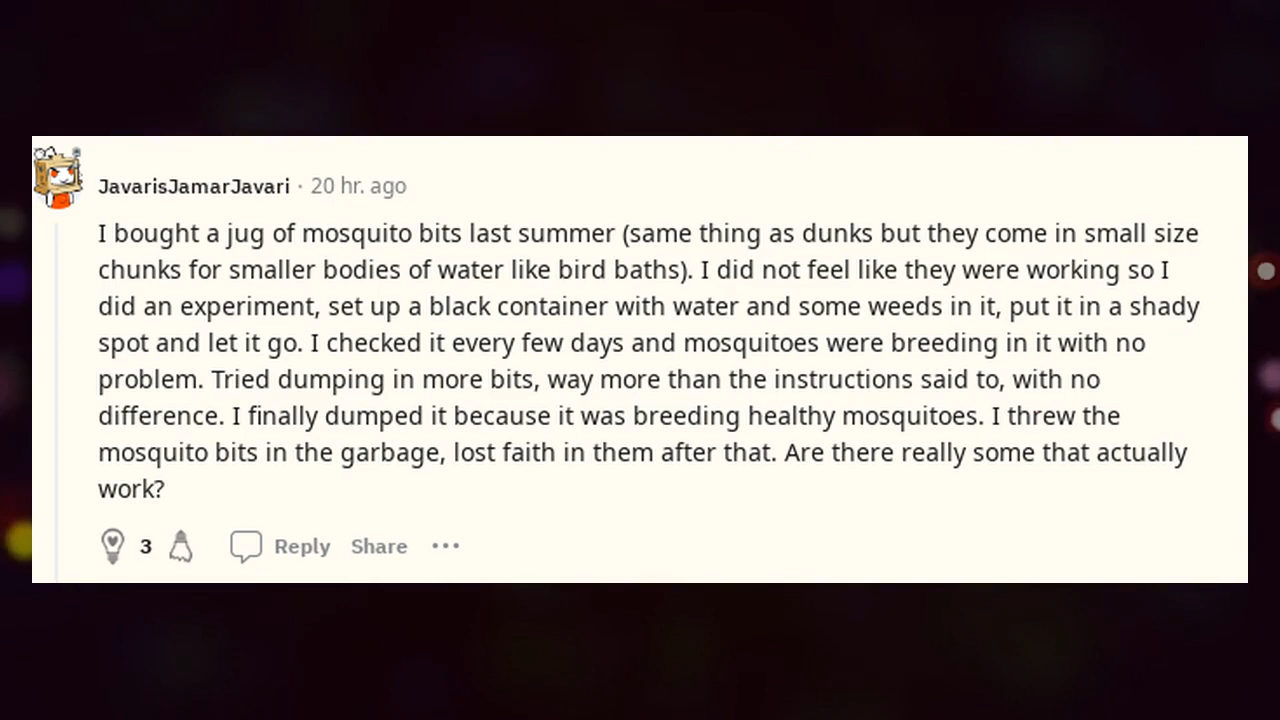 JavarisJamarJavari · 20 hr. ago
I bought a jug of mosquito bits last summer (same thing as dunks but they come in small size
chunks for smaller bodies of water like bird baths). I did not feel like they were working so I
did an experiment, set up a black container with water and some weeds in it, put it in a shady
spot and let it go. I checked it every few days and mosquitoes were breeding in it with no
problem. Tried dumping in more bits, way more than the instructions said to, with no
difference. I finally dumped it because it was breeding healthy mosquitoes. I threw the
mosquito bits in the garbage, lost faith in them after that. Are there really some that actually
work?
3 Reply Share ···